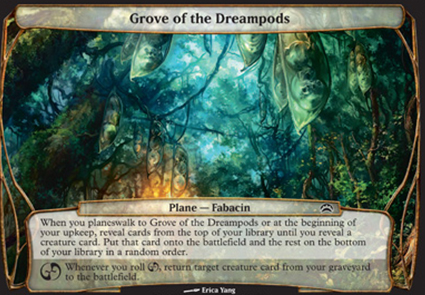 Grove of the Dreampods
Plane — Fabacin
When you planeswalk to Grove of the Dreampods or at the beginning of
your upkeep, reveal cards from the top of your library until you reveal a
creature card. Put that card onto the battlefield and the rest on the bottom
of your library in a random order.
Whenever you roll , return target creature card from your graveyard
to the battlefield.
Erica Yang